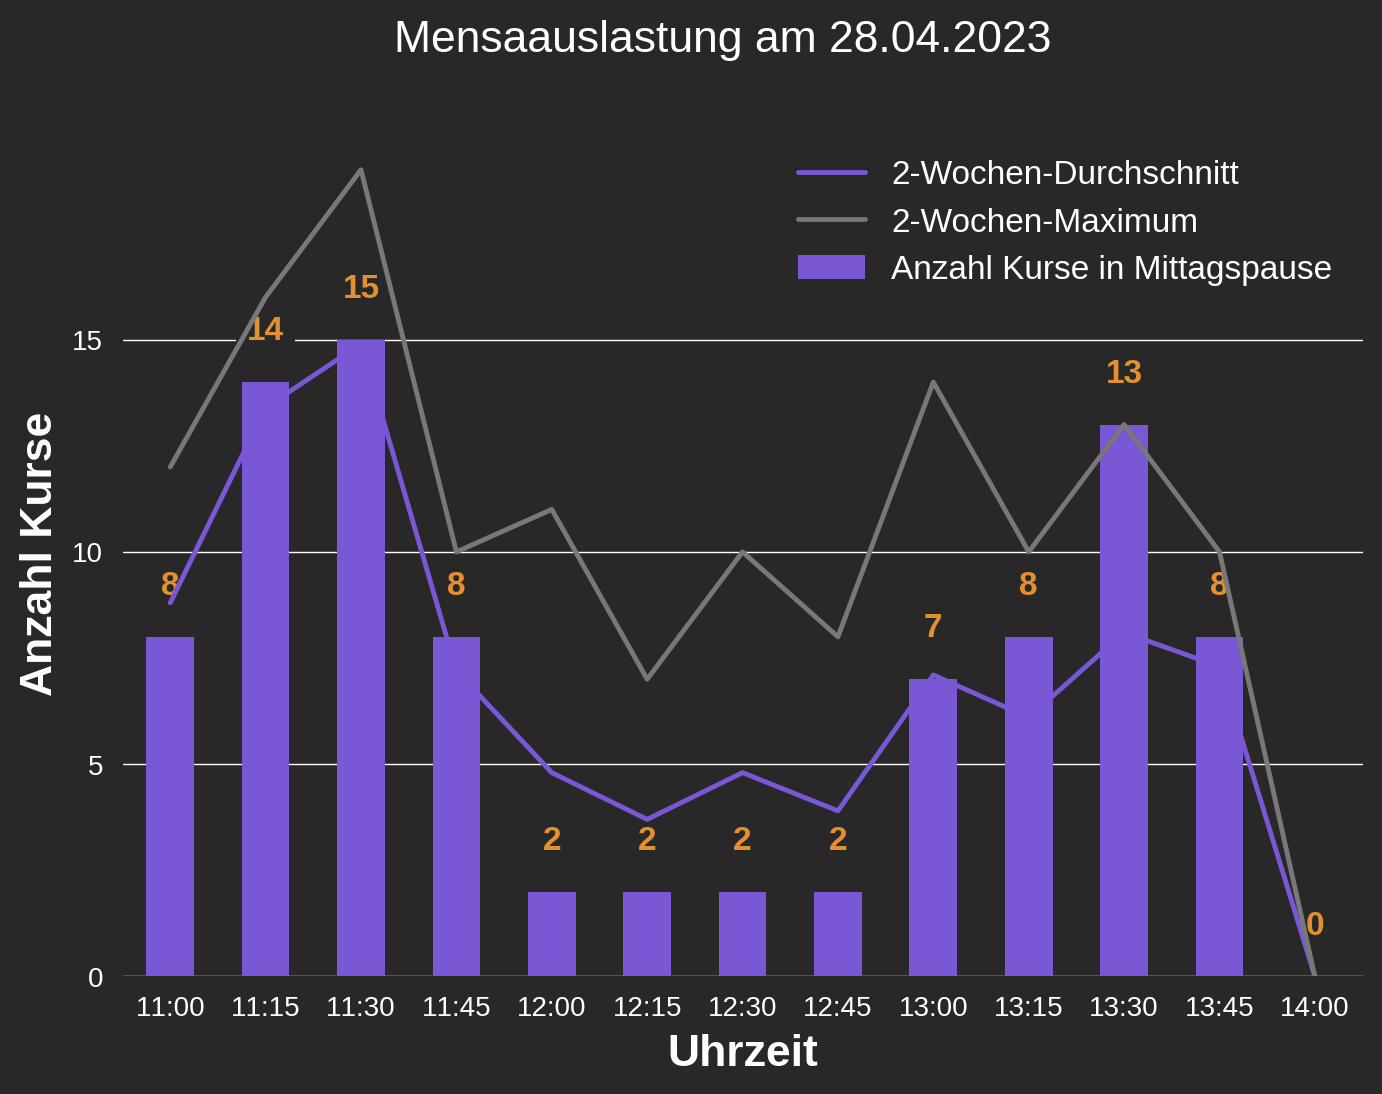 Mensaauslastung am 28.04.2023
2-Wochen-Durchschnitt
2-Wochen-Maximum
Anzahl Kurse in Mittagspause
Anzahl Kurse
15
10
5
0
8
14
15
8
2
2
2
2
7
8
13
8
0
11:00 11:15 11:30 11:45 12:00 12:15 12:30 12:45 13:00 13:15 13:30 13:45 14:00
Uhrzeit